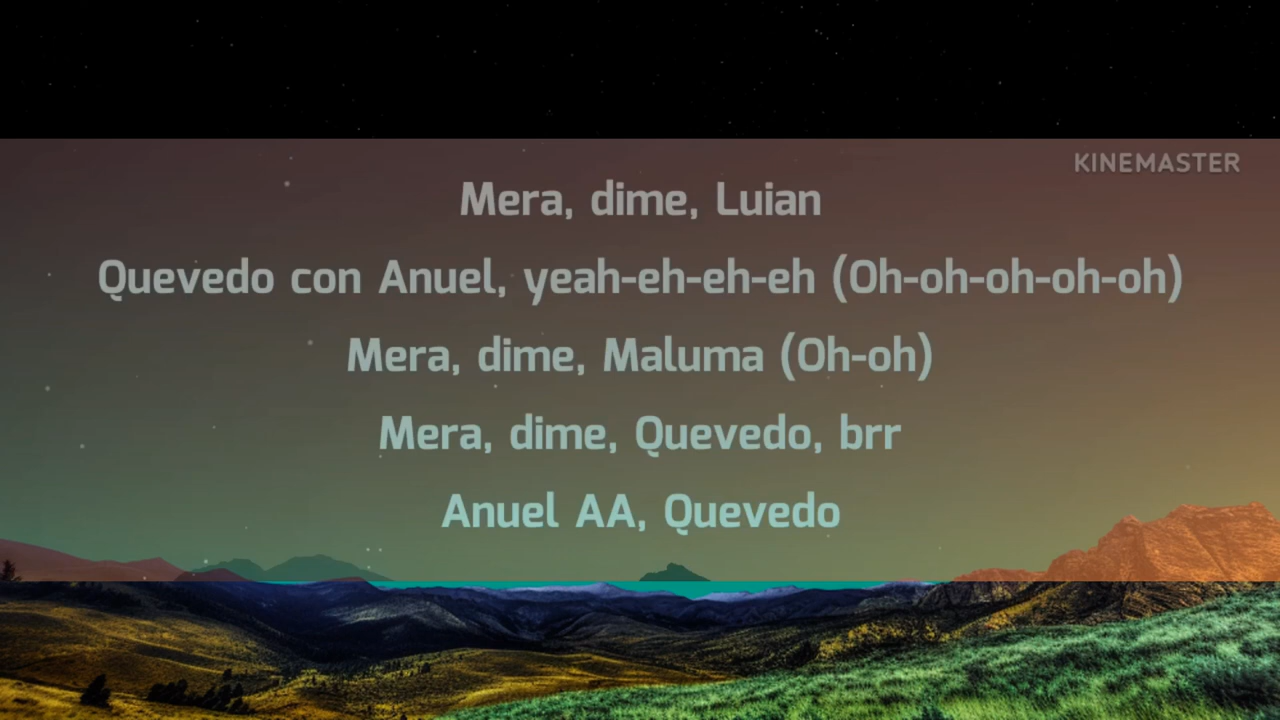 KINEMASTER
Mera, dime, Luian
Quevedo con Anuel, yeah-eh-eh-eh (Oh-oh-oh-oh-oh)
Mera, dime, Maluma (Oh-oh)
Mera, dime, Quevedo, brr
Anuel AA, Quevedo